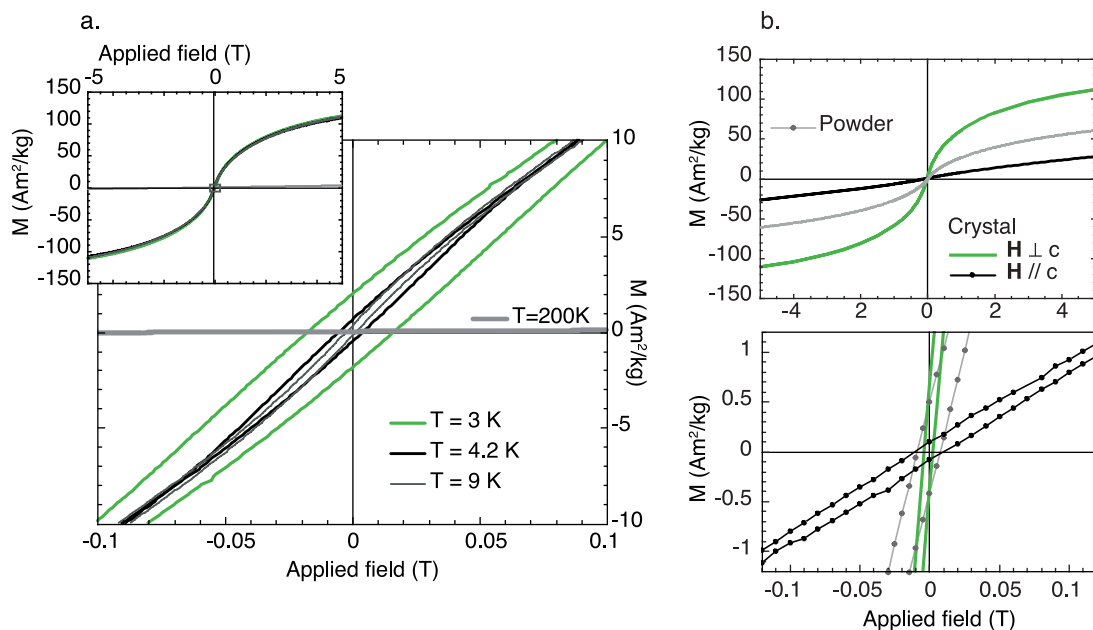 a.
Applied field (T)
-5 0 5
150
100
50
0
-50
-100
-150
M (Am²/kg)
10
5
0
-5
-10
M (Am²/kg)
T=200K
T = 3 K
T = 4.2 K
T = 9 K
-0.1 -0.05 0 0.05 0.1
Applied field (T)
b.
150
100
50
0
-50
-100
-150
M (Am²/kg)
Powder
Crystal
H ⊥ c
H // c
-4 -2 0 2 4
1
0.5
0
-0.5
-1
M (Am²/kg)
-0.1 -0.05 0 0.05 0.1
Applied field (T)